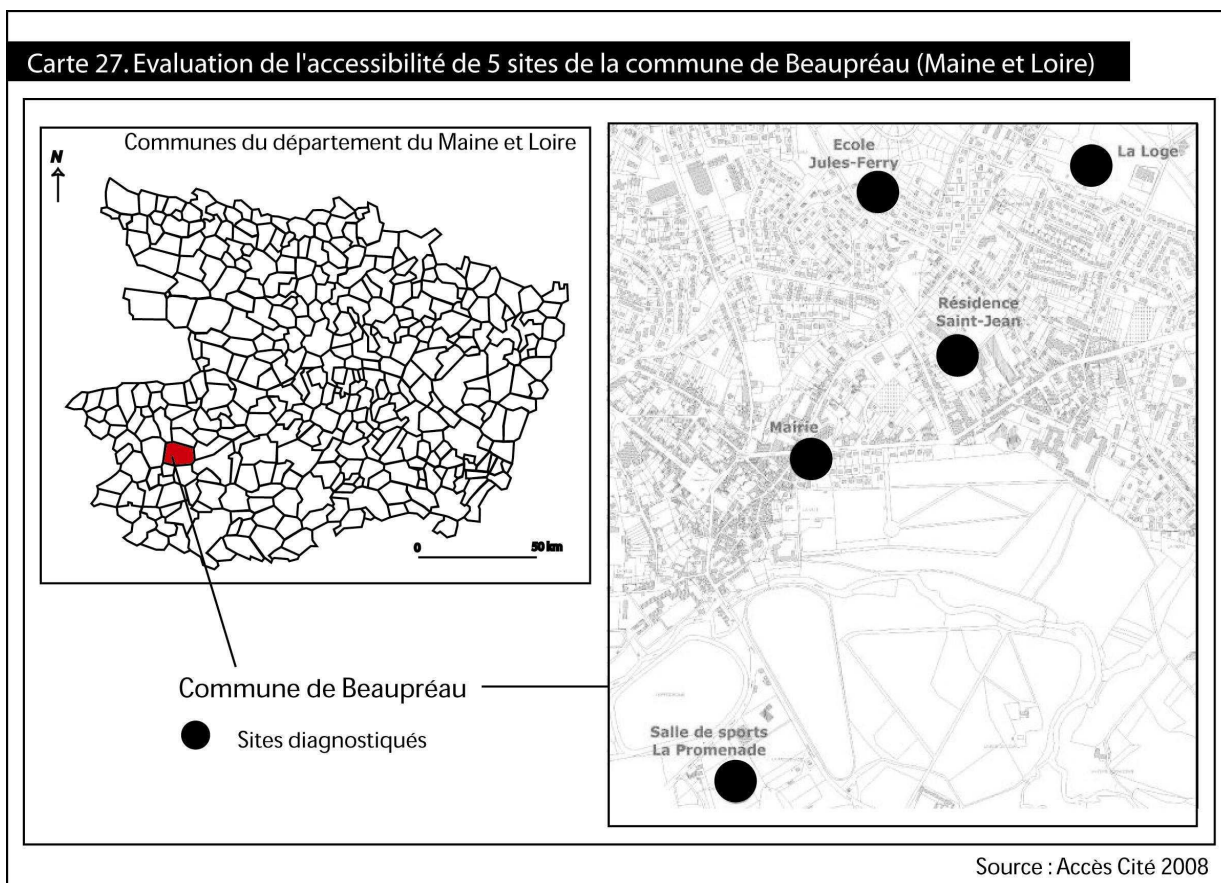 Carte 27. Evaluation de l'accessibilité de 5 sites de la commune de Beaupréau (Maine et Loire)
Communes du département du Maine et Loire
N
0 50 km
Commune de Beaupréau
Sites diagnostiqués
Ecole
Jules-Ferry
La Loge
Résidence
Saint-Jean
Mairie
Salle de sports
La Promenade
Source : Accès Cité 2008